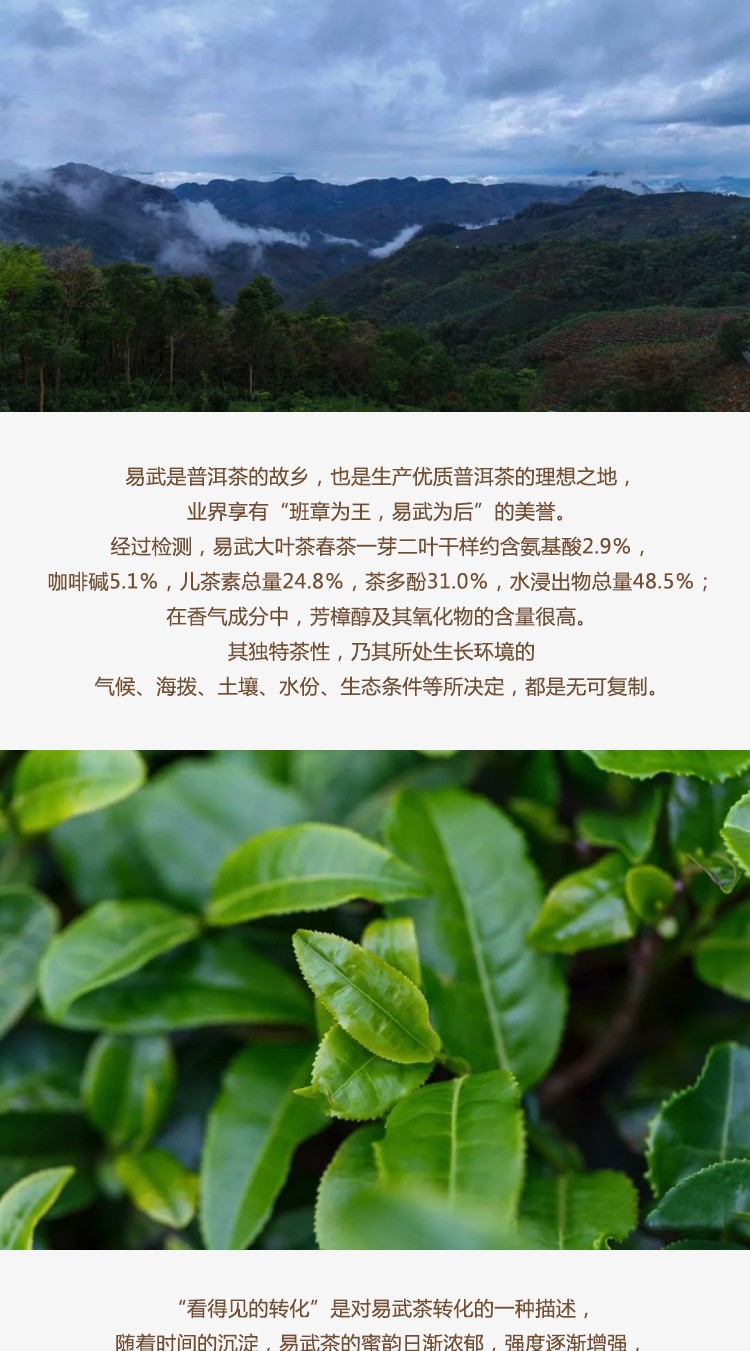 易武是普洱茶的故乡，也是生产优质普洱茶的理想之地，
业界享有“班章为王，易武为后”的美誉。
经过检测，易武大叶茶春茶一芽二叶干样约含氨基酸2.9%，
咖啡碱5.1%，儿茶素总量24.8%，茶多酚31.0%，水浸出物总量48.5%；
在香气成分中，芳樟醇及其氧化物的含量很高。
其独特茶性，乃其所处生长环境的
气候、海拨、土壤、水份、生态条件等所决定，都是无可复制。
“看得见的转化”是对易武茶转化的一种描述，
随着时间的沉淀，易武茶的蜜韵日渐浓郁，强度逐渐增强，